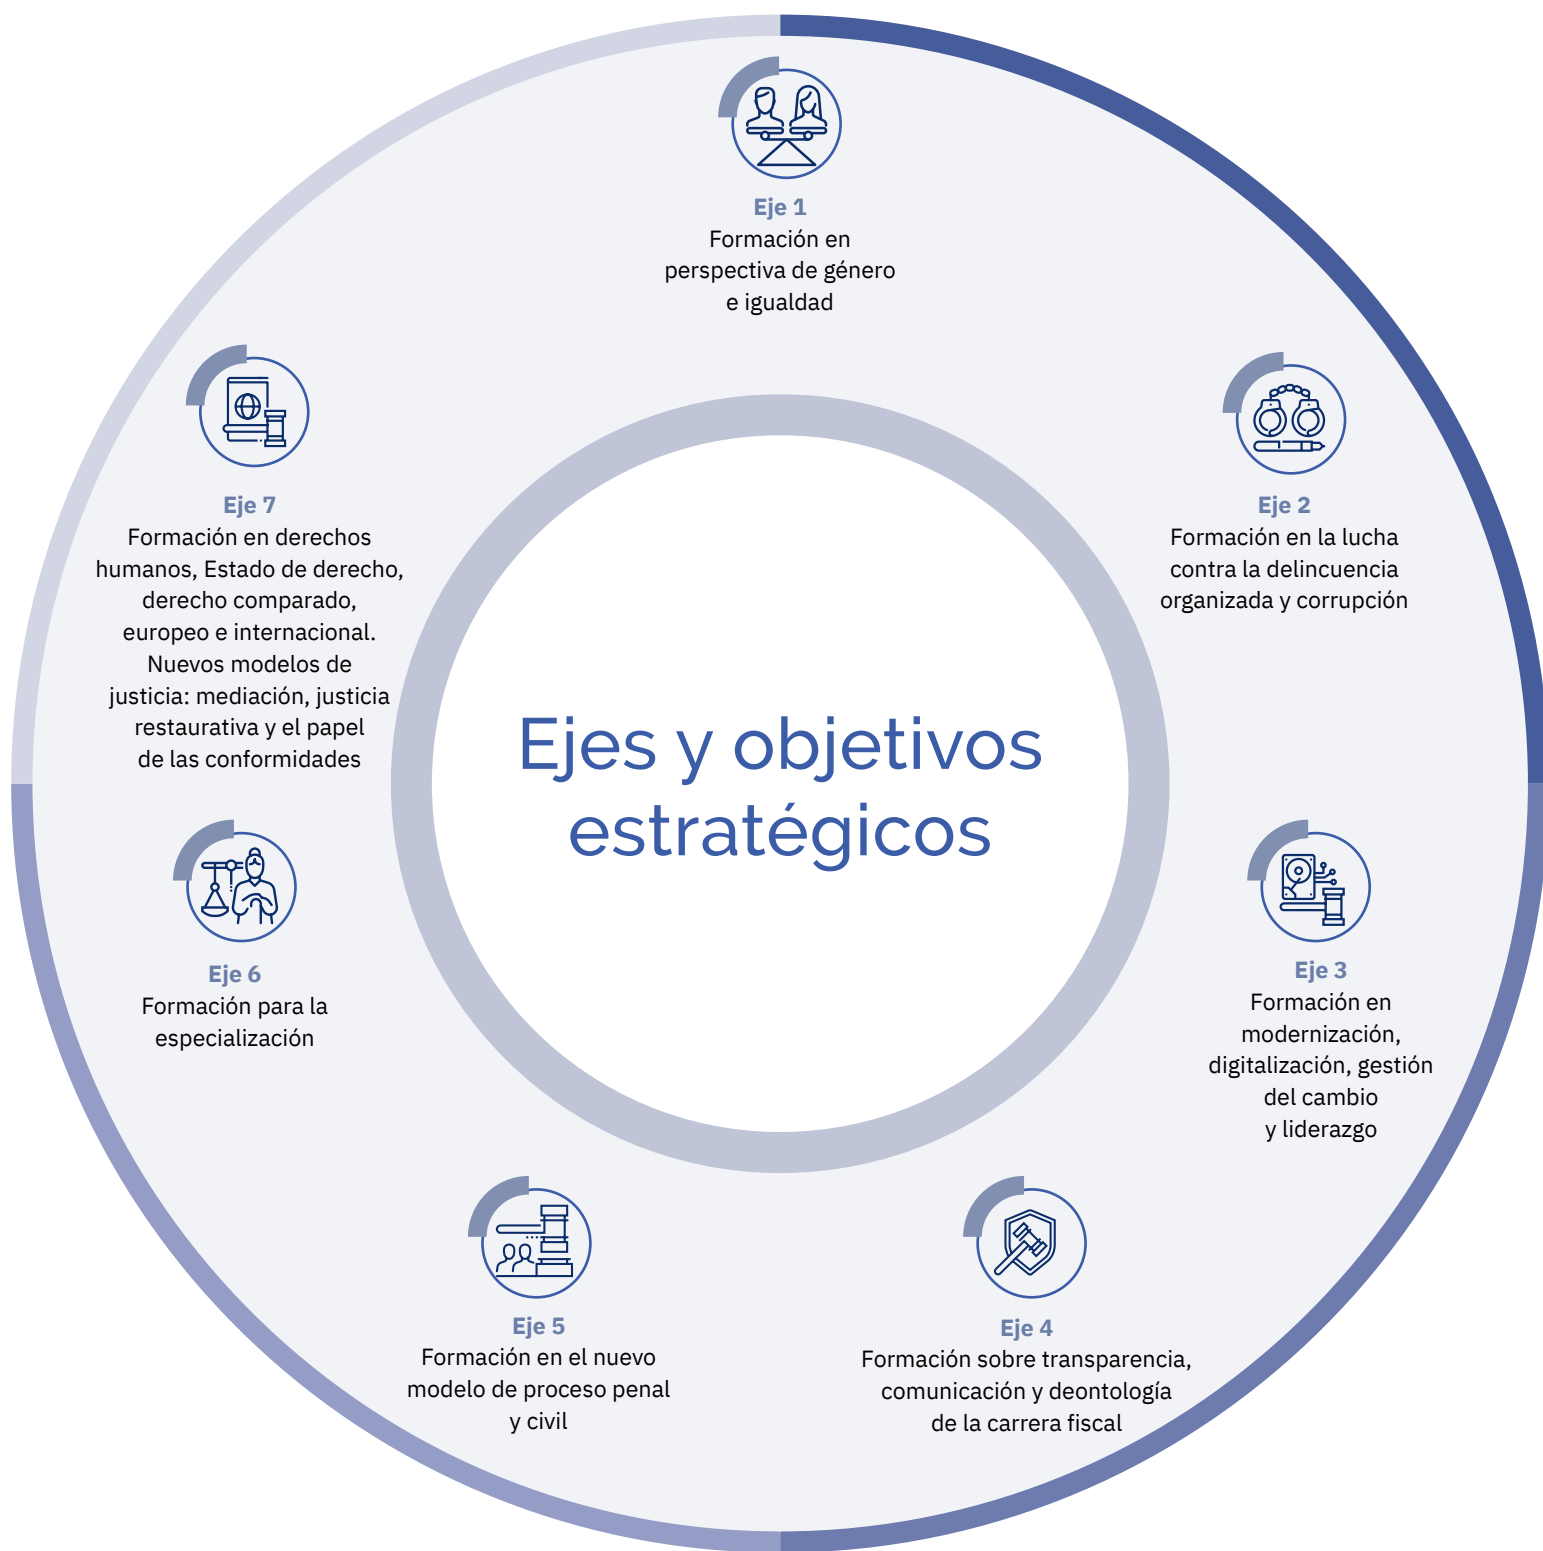 Eje 1
Formación en
perspectiva de género
e igualdad
Eje 2
Formación en la lucha
contra la delincuencia
organizada y corrupción
Eje 3
Formación en
modernización,
digitalización, gestión
del cambio
y liderazgo
Eje 4
Formación sobre transparencia,
comunicación y deontología
de la carrera fiscal
Eje 5
Formación en el nuevo
modelo de proceso penal
y civil
Eje 6
Formación para la
especialización
Eje 7
Formación en derechos
humanos, Estado de derecho,
derecho comparado,
europeo e internacional.
Nuevos modelos de
justicia: mediación, justicia
restaurativa y el papel
de las conformidades
Ejes y objetivos
estratégicos